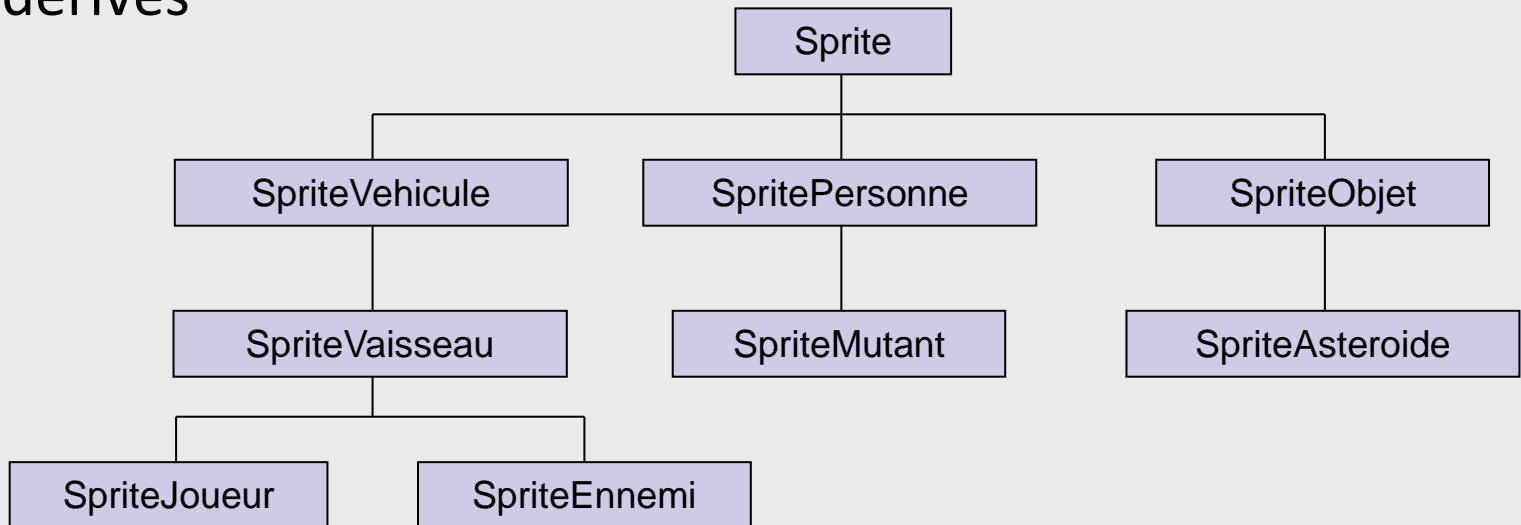 dérivés
Sprite
SpriteVehicule
SpritePersonne
SpriteObjet
SpriteVaisseau
SpriteMutant
SpriteAsteroide
SpriteJoueur
SpriteEnnemi